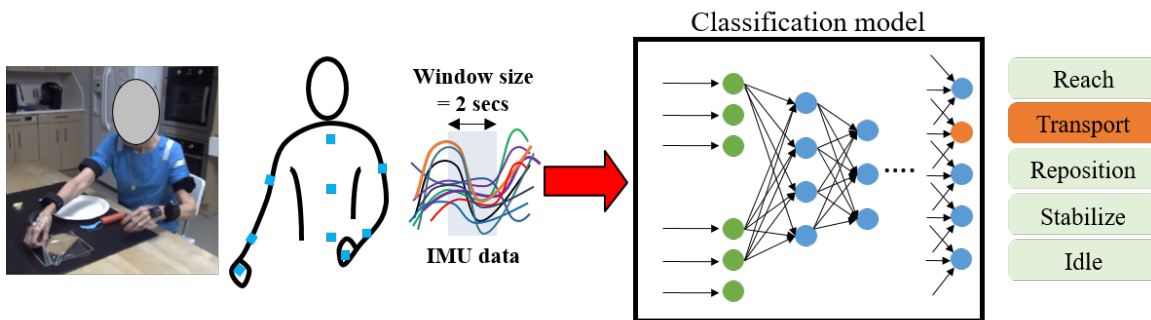 Classification model
Window size
= 2 secs
IMU data
....
Reach
Transport
Reposition
Stabilize
Idle